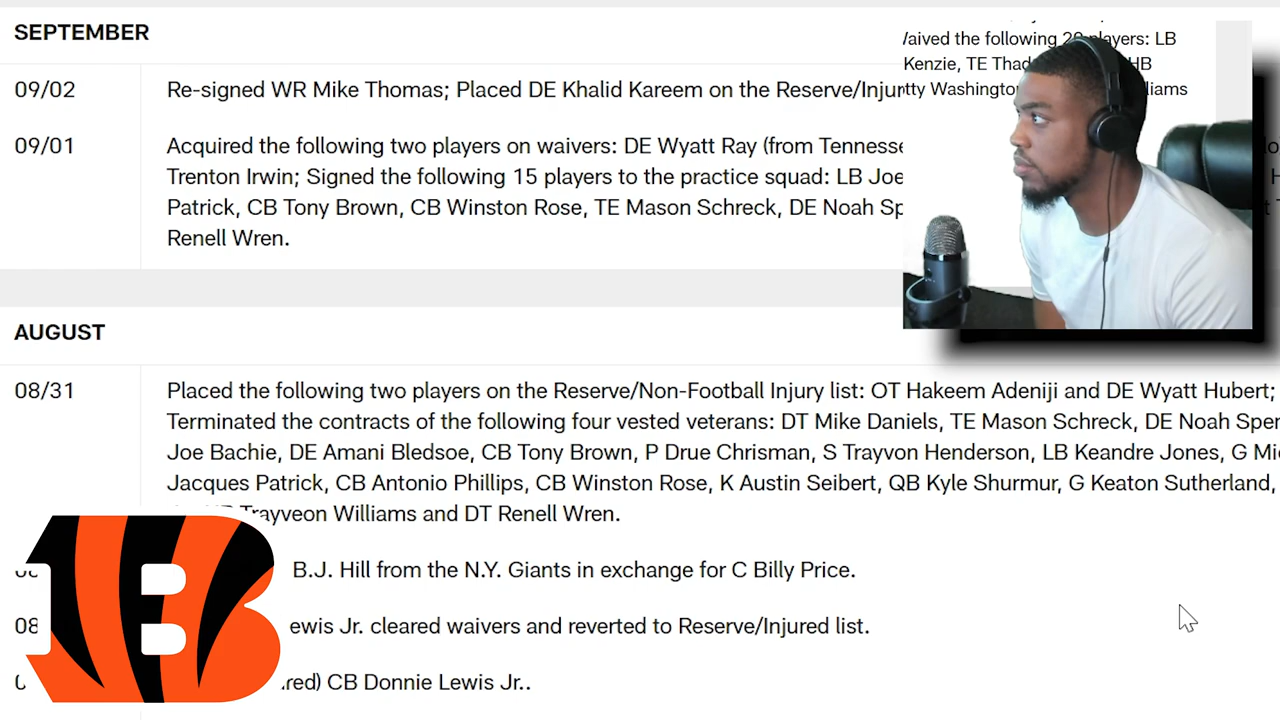 SEPTEMBER
09/02 Re-signed WR Mike Thomas; Placed DE Khalid Kareem on the Reserve/Injur
09/01 Acquired the following two players on waivers: DE Wyatt Ray (from Tennesse
Trenton Irwin; Signed the following 15 players to the practice squad: LB Joe
Patrick, CB Tony Brown, CB Winston Rose, TE Mason Schreck, DE Noah Sp
Renell Wren.
aived the following players: LB
Kenzie, TE Thad HB
tty Washington liams
AUGUST
08/31 Placed the following two players on the Reserve/Non-Football Injury list: OT Hakeem Adeniji and DE Wyatt Hubert;
Terminated the contracts of the following four vested veterans: DT Mike Daniels, TE Mason Schreck, DE Noah Spen
Joe Bachie, DE Amani Bledsoe, CB Tony Brown, P Drue Chrisman, S Trayvon Henderson, LB Keandre Jones, G Mi
Jacques Patrick, CB Antonio Phillips, CB Winston Rose, K Austin Seibert, QB Kyle Shurmur, G Keaton Sutherland,
Trayveon Williams and DT Renell Wren.
B.J. Hill from the N.Y. Giants in exchange for C Billy Price.
08 ewis Jr. cleared waivers and reverted to Reserve/Injured list.
red) CB Donnie Lewis Jr..
B